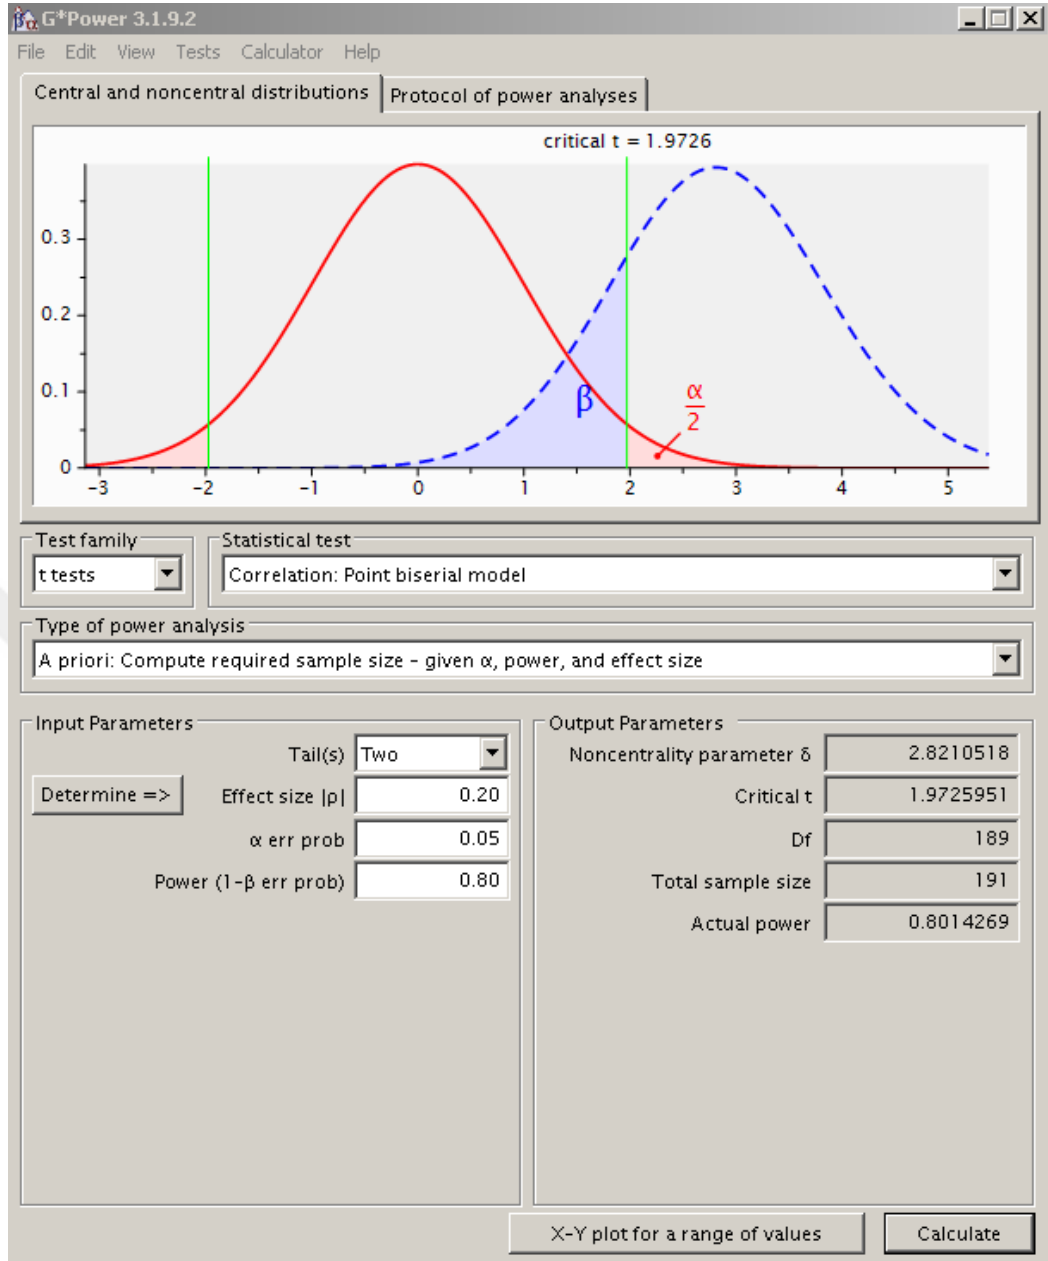 G*Power 3.1.9.2
File Edit View Tests Calculator Help
Central and noncentral distributions Protocol of power analyses
critical t = 1.9726
0.3
0.2
0.1
0
β
α
2
-3 -2 -1 0 1 2 3 4 5
Test family Statistical test
t tests Correlation: Point biserial model
Type of power analysis
A priori: Compute required sample size - given α, power, and effect size
Input Parameters
Tail(s) Two
Determine => Effect size |ρ| 0.20
α err prob 0.05
Power (1-β err prob) 0.80
Output Parameters
Noncentrality parameter δ 2.8210518
Critical t 1.9725951
Df 189
Total sample size 191
Actual power 0.8014269
X-Y plot for a range of values Calculate